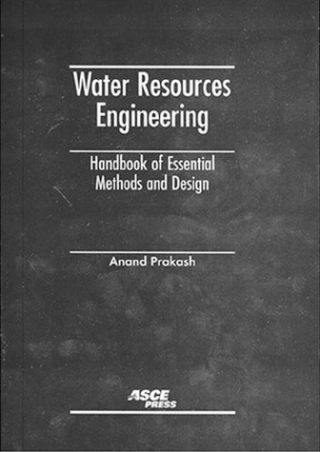 Water Resources
Engineering
Handbook of Essential
Methods and Design
Anand Prakash
ASCE
PRESS